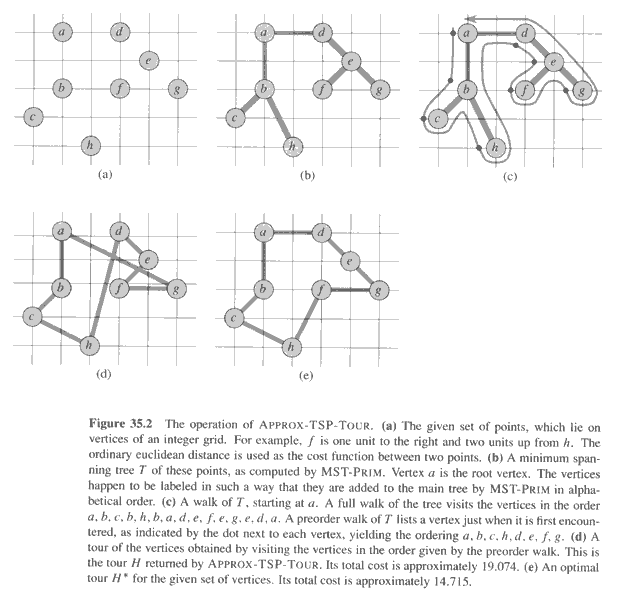 a d
e
b f g
c
h
(a)
a d
e
b f g
c
h
(b)
a d
e
b f g
c
h
(c)
a d
e
b f g
c
h
(d)
a d
e
b f g
c
h
(e)
Figure 35.2 The operation of APPROX-TSP-TOUR. (a) The given set of points, which lie on
vertices of an integer grid. For example, f is one unit to the right and two units up from h. The
ordinary euclidean distance is used as the cost function between two points. (b) A minimum span-
ning tree T of these points, as computed by MST-PRIM. Vertex a is the root vertex. The vertices
happen to be labeled in such a way that they are added to the main tree by MST-PRIM in alpha-
betical order. (c) A walk of T, starting at a. A full walk of the tree visits the vertices in the order
a, b, c, b, h, b, a, d, e, f, e, g, e, d, a. A preorder walk of T lists a vertex just when it is first encoun-
tered, as indicated by the dot next to each vertex, yielding the ordering a, b, c, h, d, e, f, g. (d) A
tour of the vertices obtained by visiting the vertices in the order given by the preorder walk. This is
the tour H returned by APPROX-TSP-TOUR. Its total cost is approximately 19.074. (e) An optimal
tour H* for the given set of vertices. Its total cost is approximately 14.715.